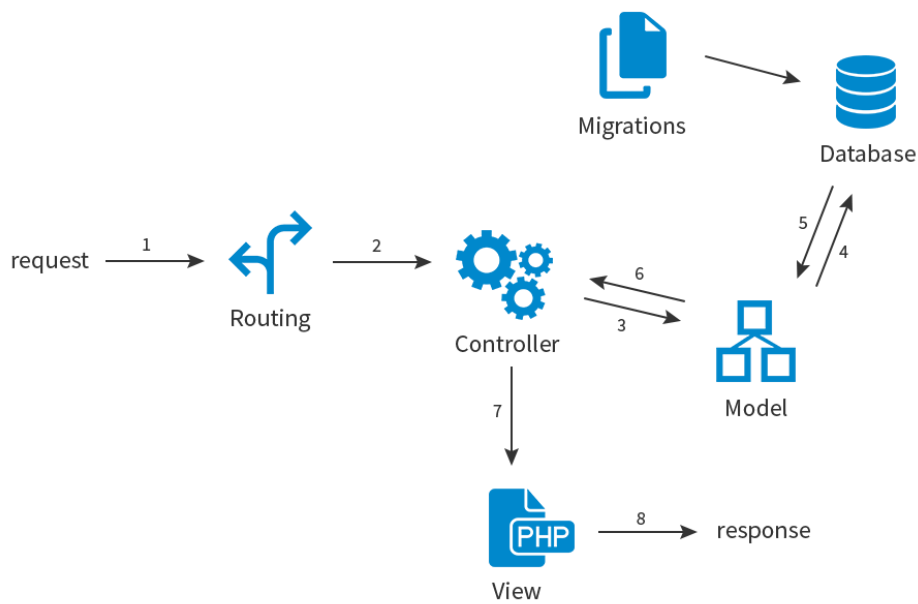 Migrations
Database
request
1
Routing
2
Controller
6
3
5
4
Model
7
PHP
View
8
response